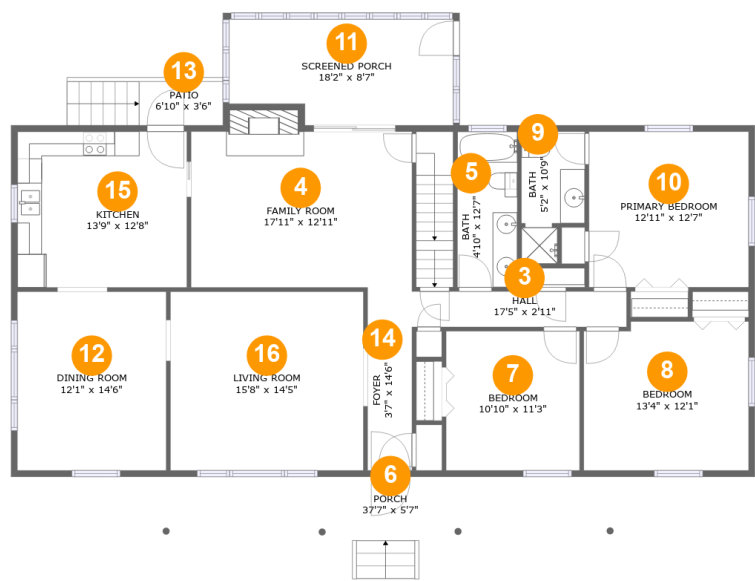 11
SCREENED PORCH
18'2" x 8'7"
13
PATIO
6'10" x 3'6"
9
BATH
5'2" x 10'9"
5
BATH
4'10" x 12'7"
4
FAMILY ROOM
17'11" x 12'11"
15
KITCHEN
13'9" x 12'8"
10
PRIMARY BEDROOM
12'11" x 12'7"
3
HALL
17'5" x 2'11"
14
FOYER
3'7" x 14'6"
12
DINING ROOM
12'1" x 14'6"
16
LIVING ROOM
15'8" x 14'5"
7
BEDROOM
10'10" x 11'3"
8
BEDROOM
13'4" x 12'1"
6
PORCH
37'7" x 5'7"